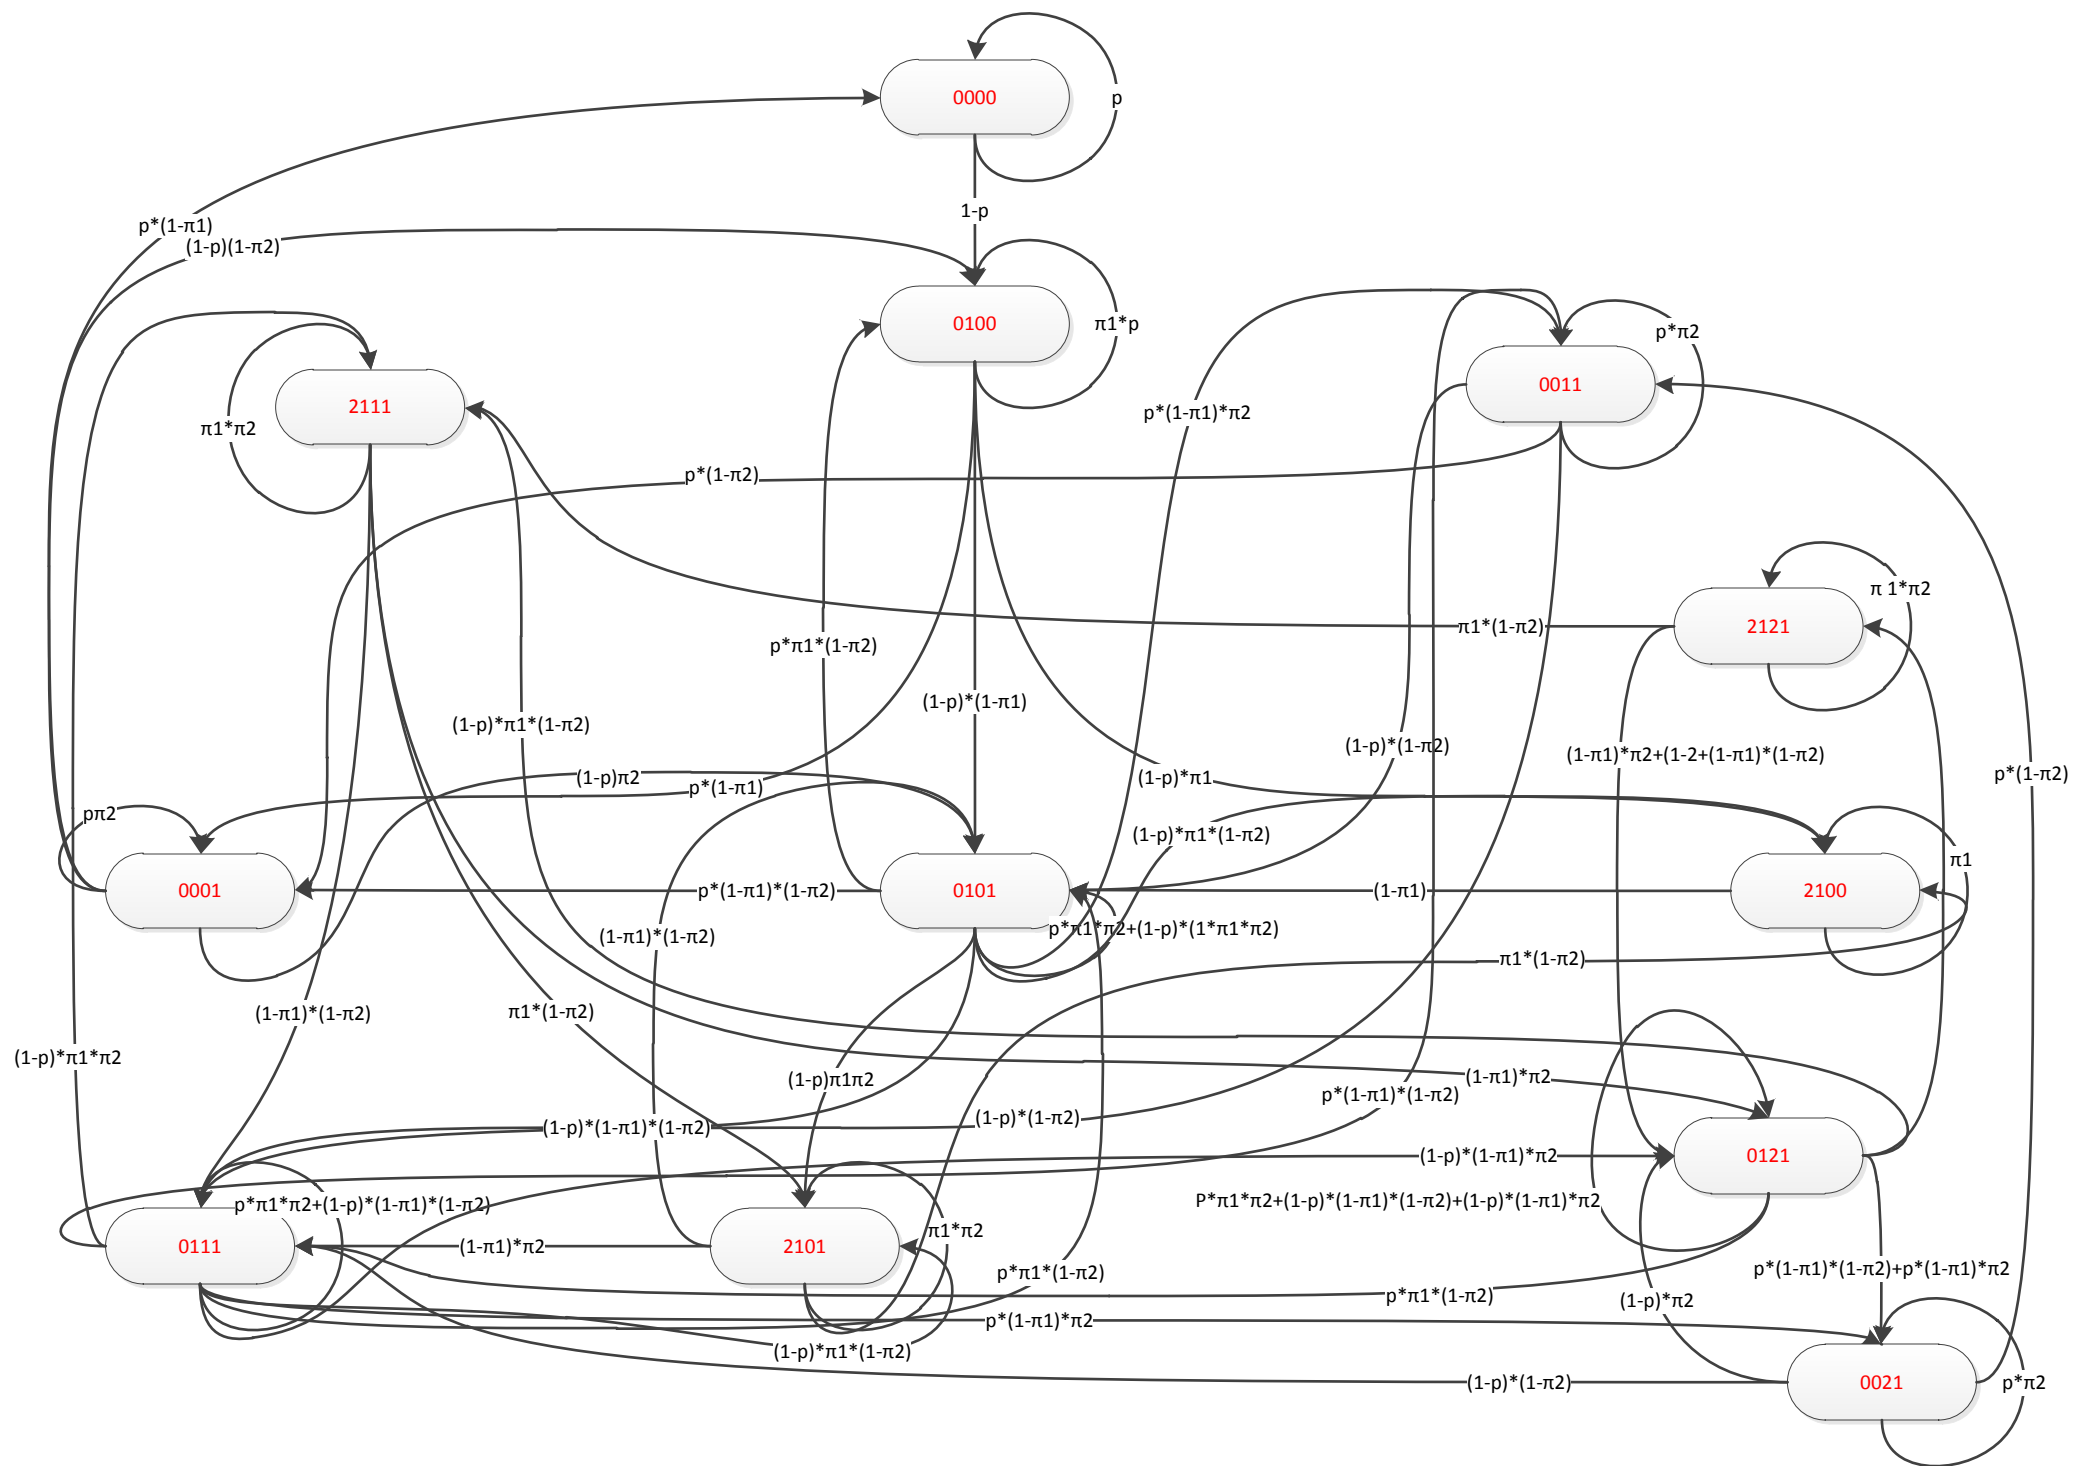 0000
p
1-p
p*(1-π1)
(1-p)(1-π2)
0100
π1*p
p*π2
0011
2111
p*(1-π1)*π2
π1*π2
p*(1-π2)
π 1*π2
2121
π1*(1-π2)
p*π1*(1-π2)
(1-p)*(1-π1)
(1-p)*π1*(1-π2)
(1-p)*(1-π2)
(1-π1)*π2+(1-2+(1-π1)*(1-π2)
p*(1-π2)
(1-p)π2
p*(1-π1)
(1-p)*π1
pπ2
(1-p)*π1*(1-π2)
π1
0001
p*(1-π1)*(1-π2)
0101
(1-π1)
2100
p*π1*π2+(1-p)*(1*π1*π2)
(1-π1)*(1-π2)
π1*(1-π2)
(1-π1)*(1-π2)
π1*(1-π2)
(1-p)*π1*π2
(1-p)π1π2
(1-π1)*π2
p*(1-π1)*(1-π2)
(1-p)*(1-π2)
(1-p)*(1-π1)*(1-π2)
(1-p)*(1-π1)*π2
0121
P*π1*π2+(1-p)*(1-π1)*(1-π2)+(1-p)*(1-π1)*π2
p*π1*π2+(1-p)*(1-π1)*(1-π2)
π1*π2
0111
(1-π1)*π2
2101
p*π1*(1-π2)
p*(1-π1)*(1-π2)+p*(1-π1)*π2
p*π1*(1-π2)
(1-p)*π2
p*(1-π1)*π2
(1-p)*π1*(1-π2)
(1-p)*(1-π2)
0021
p*π2